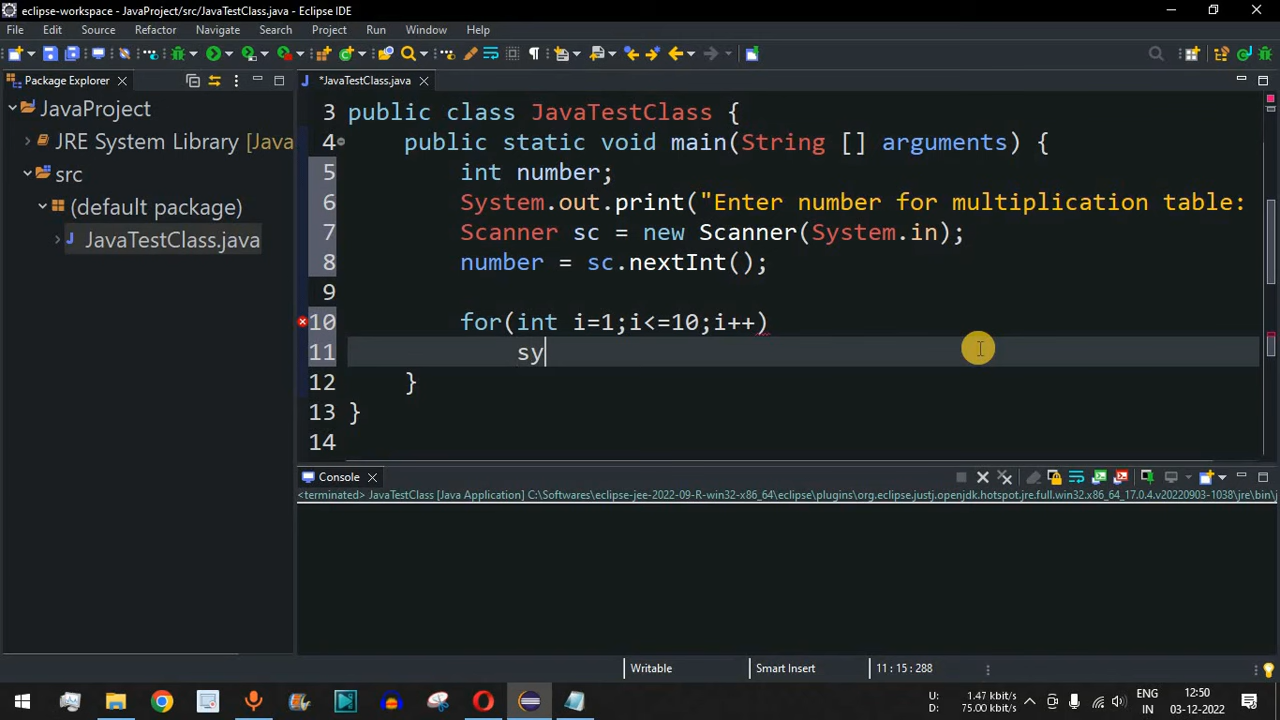 eclipse-workspace - JavaProject/src/JavaTestClass.java - Eclipse IDE
File Edit Source Refactor Navigate Search Project Run Window Help
Package Explorer
*JavaTestClass.java
JavaProject
JRE System Library [Java
src
(default package)
JavaTestClass.java
3 public class JavaTestClass {
4 public static void main(String [] arguments) {
5 int number;
6 System.out.print("Enter number for multiplication table:
7 Scanner sc = new Scanner(System.in);
8 number = sc.nextInt();
9
10 for(int i=1;i<=10;i++)
11 sy
12 }
13 }
14
Console
<terminated> JavaTestClass [Java Application] C:\Softwares\eclipse-jee-2022-09-R-win32-x86_64\eclipse\plugins\org.eclipse.justj.openjdk.hotspot.jre.full.win32.x86_64_17.0.4.v20220903-1038\jre\bin\j
Writable Smart Insert 11 : 15 : 288
U: 1.47 kbit/s
D: 75.00 kbit/s
ENG
IN
12:50
03-12-2022